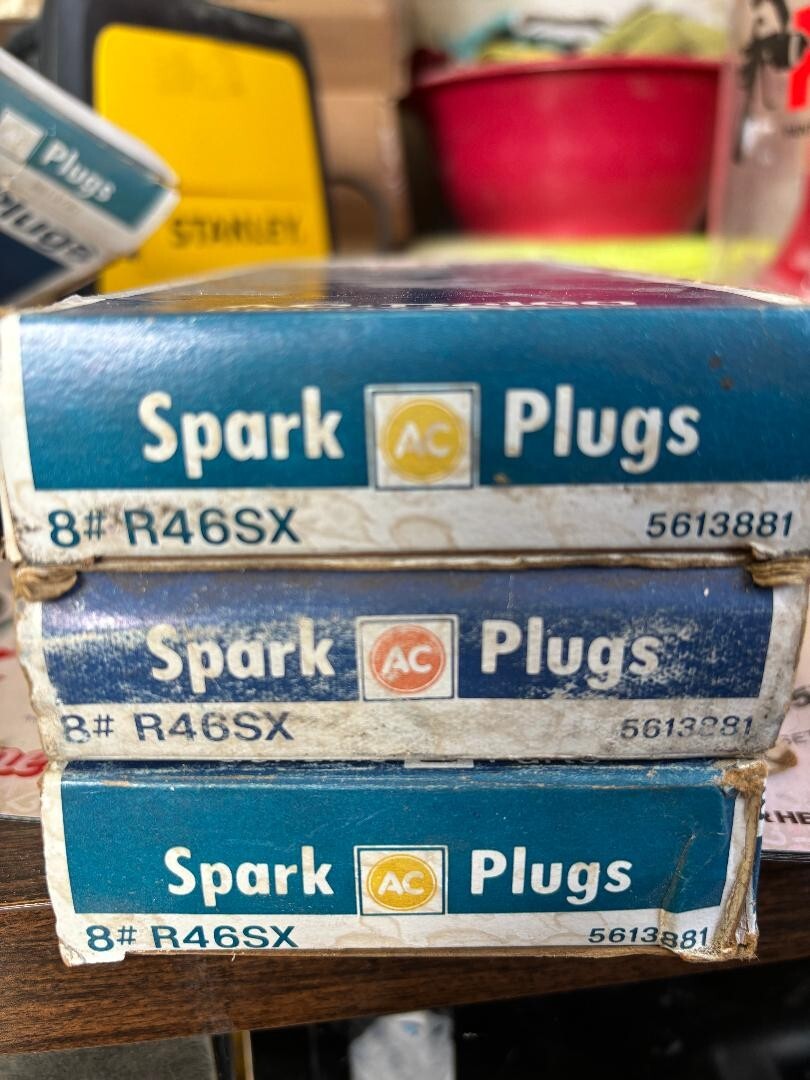 Plugs
STANLEY
Spark AC Plugs
8# R46SX 5613881
Spark AC Plugs
8# R46SX 5613881
Spark AC Plugs
8# R46SX 5613881